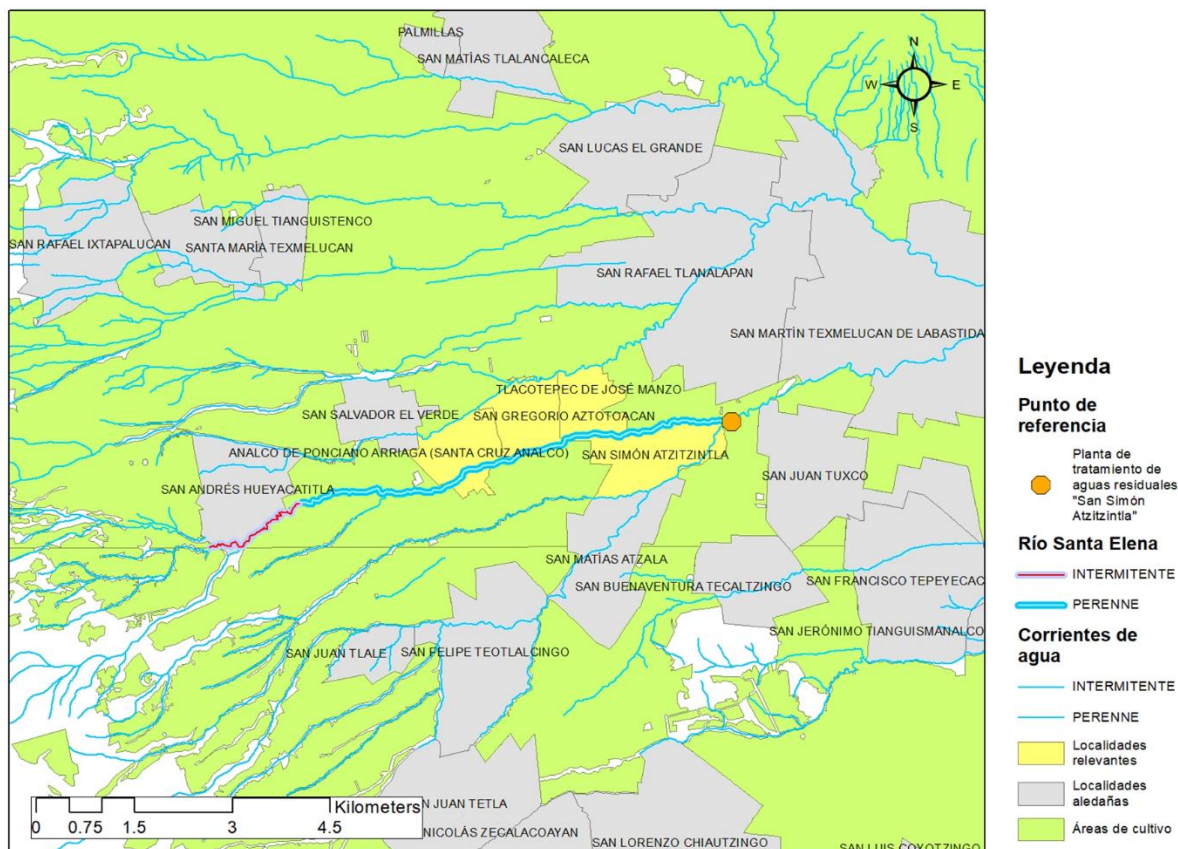 PALMILLAS
SAN MATÍAS TLALANCALECA
N
W
E
S
SAN LUCAS EL GRANDE
SAN MIGUEL TIANGUISTENCO
SAN RAFAEL IXTAPALUCAN
SANTA MARÍA TEXMELUCAN
SAN RAFAEL TLANALAPAN
SAN MARTÍN TEXMELUCAN DE LABASTIDA
TLACOTEPEC DE JOSÉ MANZO
SAN SALVADOR EL VERDE
SAN GREGORIO AZTOTOACAN
ANALCO DE PONCIANO ARRIAGA (SANTA CRUZ ANALCO)
SAN SIMÓN ATZITZINTLA
SAN ANDRÉS HUEYACATITLA
SAN JUAN TUXCO
SAN MATÍAS ATZALA
SAN BUENAVENTURA TECALTZINGO
SAN FRANCISCO TEPEYECAC
SAN JERÓNIMO TIANGUISMANALCO
SAN JUAN TLALE
SAN FELIPE TEOTLALCINGO
N JUAN TETLA
NICOLÁS ZECALACOAYAN
SAN LORENZO CHIAUTZINGO
SAN LUIS COYOTZINGO
Kilometers
0 0.75 1.5 3 4.5
Leyenda
Punto de
referencia
Planta de
tratamiento de
aguas residuales
"San Simón
Atzitzintla"
Río Santa Elena
INTERMITENTE
PERENNE
Corrientes de
agua
INTERMITENTE
PERENNE
Localidades
relevantes
Localidades
aledañas
Áreas de cultivo